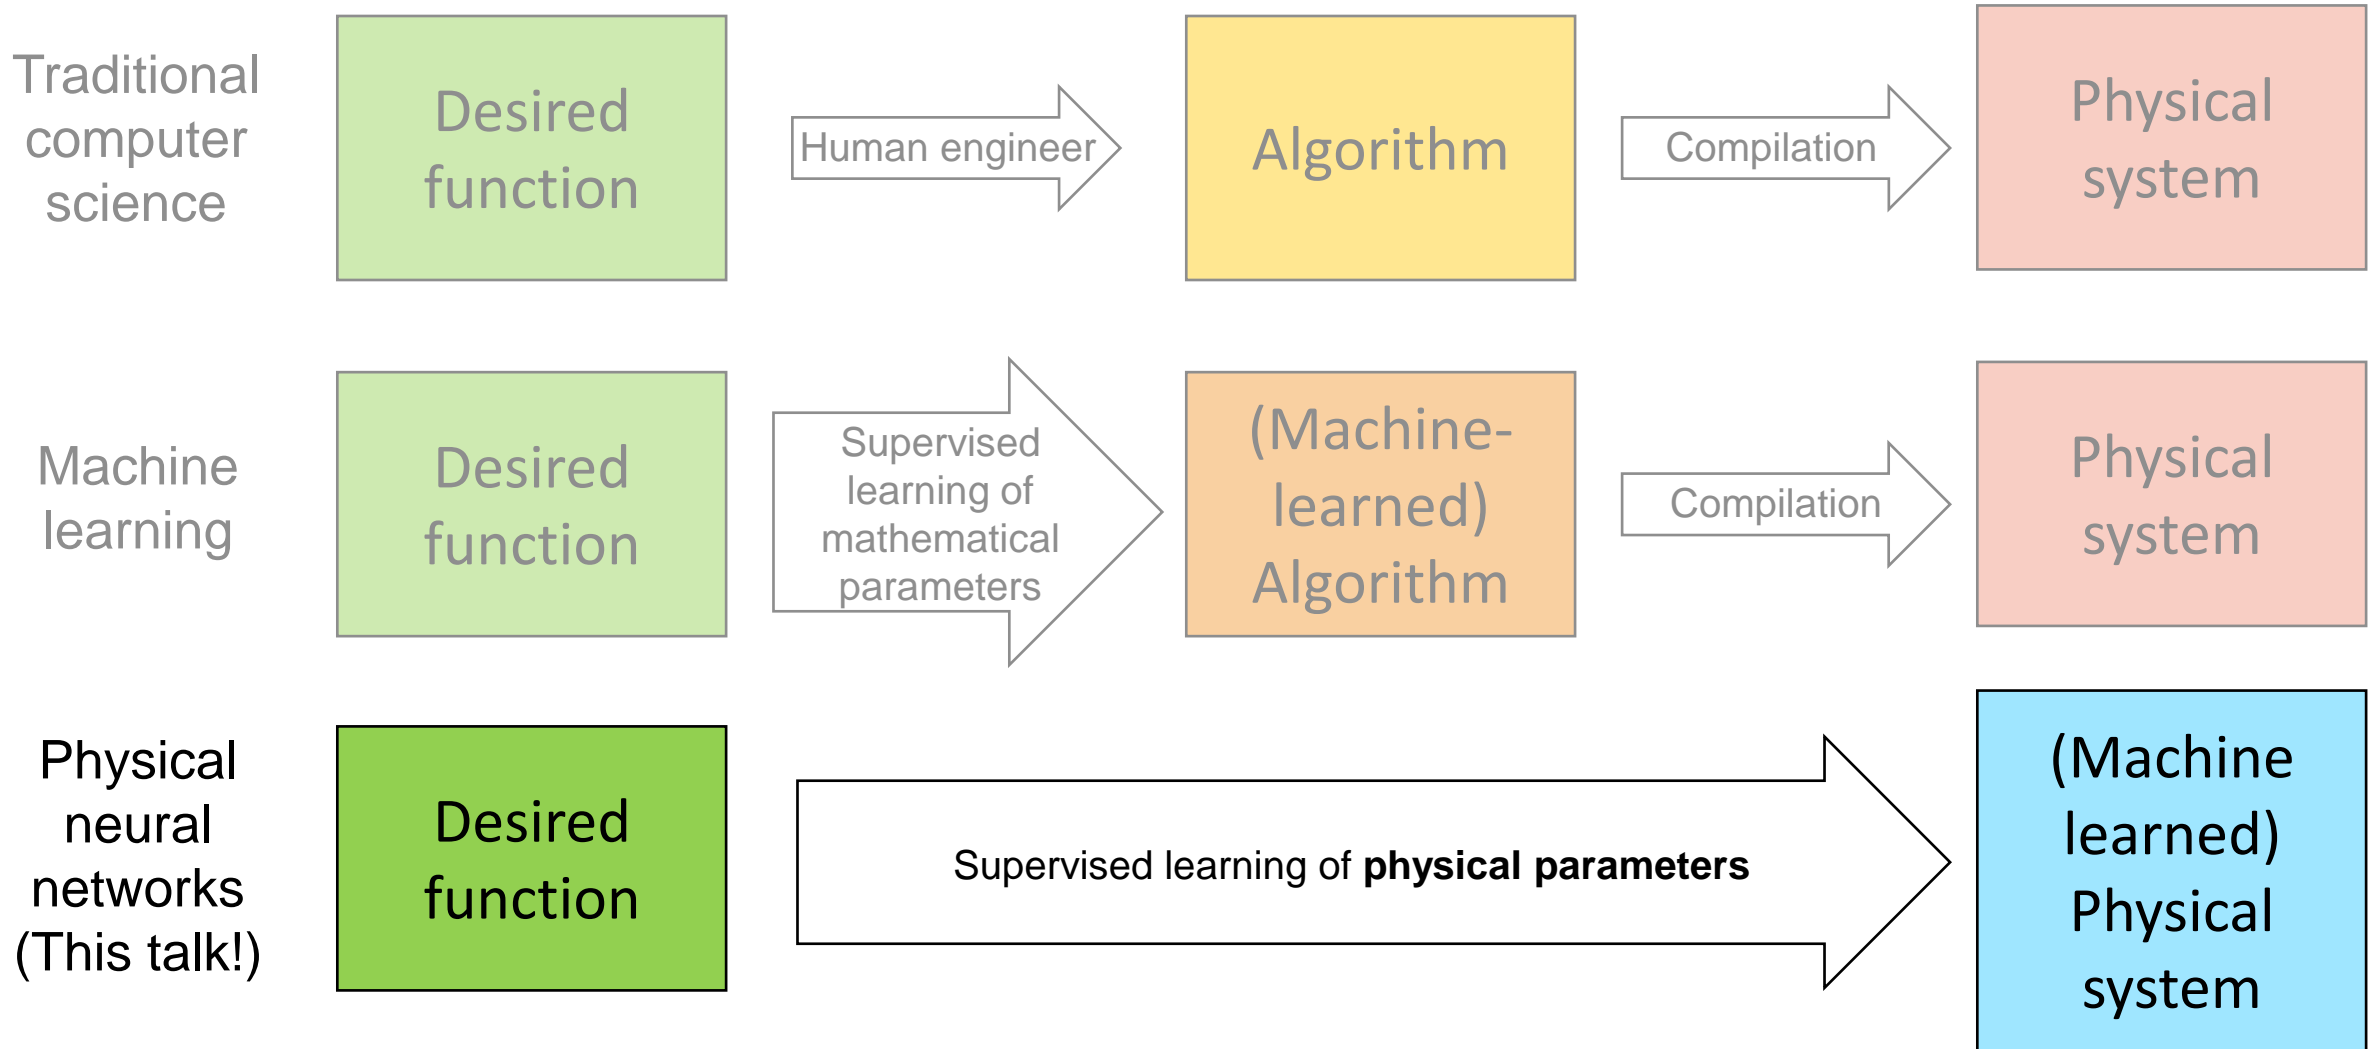 Traditional
computer
science
Desired
function
Human engineer
Algorithm
Compilation
Physical
system
Machine
learning
Desired
function
Supervised
learning of
mathematical
parameters
(Machine-
learned)
Algorithm
Compilation
Physical
system
Physical
neural
networks
(This talk!)
Desired
function
Supervised learning of physical parameters
(Machine
learned)
Physical
system